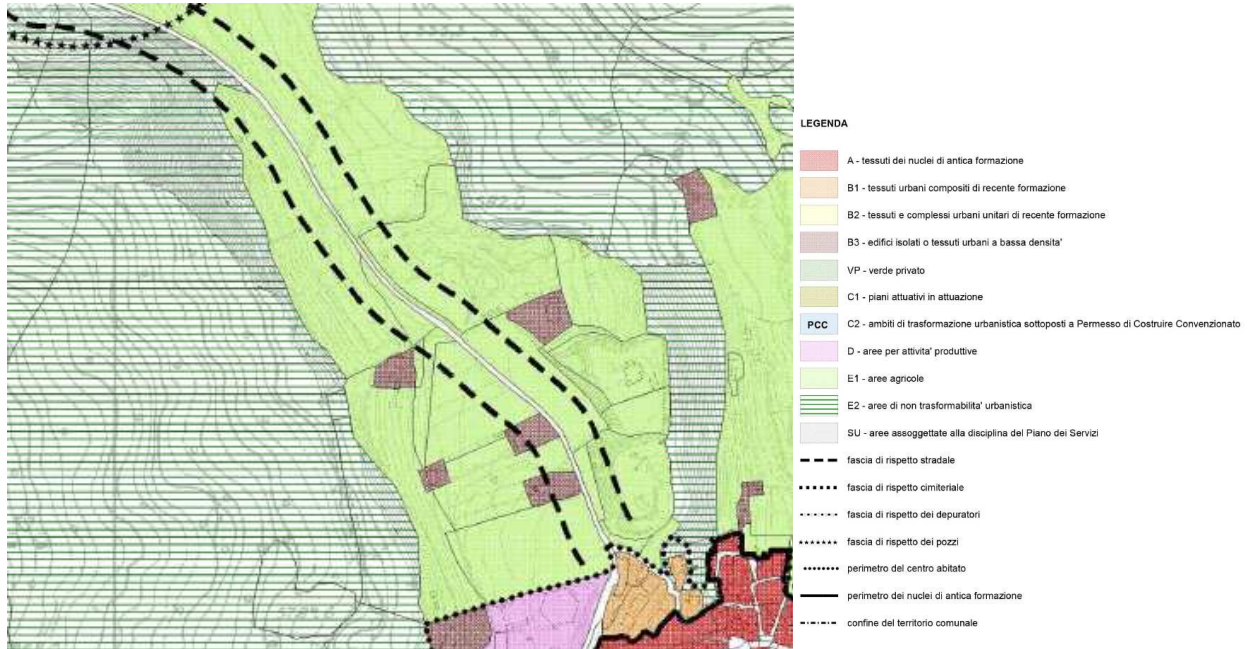 LEGENDA
A - tessuti dei nuclei di antica formazione
B1 - tessuti urbani compositi di recente formazione
B2 - tessuti e complessi urbani unitari di recente formazione
B3 - edifici isolati o tessuti urbani a bassa densita'
VP - verde privato
C1 - piani attuativi in attuazione
PCC C2 - ambiti di trasformazione urbanistica sottoposti a Permesso di Costruire Convenzionato
D - aree per attivita' produttive
E1 - aree agricole
E2 - aree di non trasformabilita' urbanistica
SU - aree assoggettate alla disciplina del Piano dei Servizi
fascia di rispetto stradale
fascia di rispetto cimiteriale
fascia di rispetto dei depuratori
fascia di rispetto dei pozzi
perimetro del centro abitato
perimetro dei nuclei di antica formazione
confine del territorio comunale